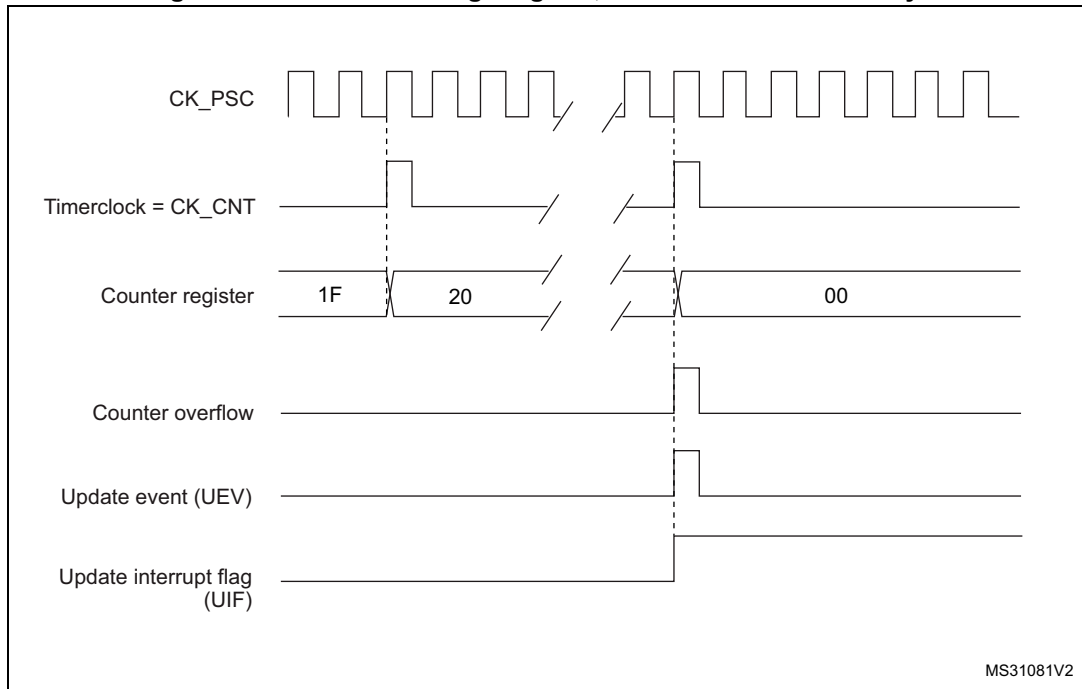 CK_PSC
Timerclock = CK_CNT
Counter register
1F
20
00
Counter overflow
Update event (UEV)
Update interrupt flag
(UIF)
MS31081V2